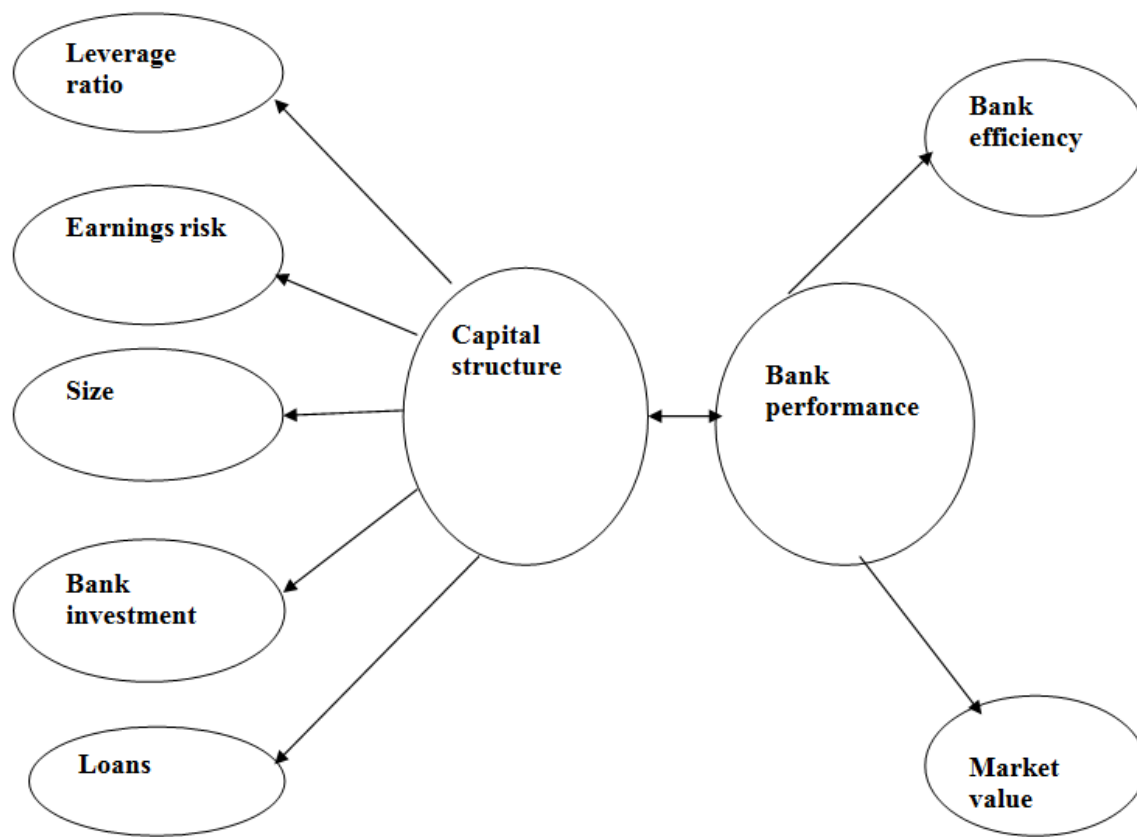 Leverage
ratio
Earnings risk
Size
Bank
investment
Loans
Capital
structure
Bank
performance
Bank
efficiency
Market
value